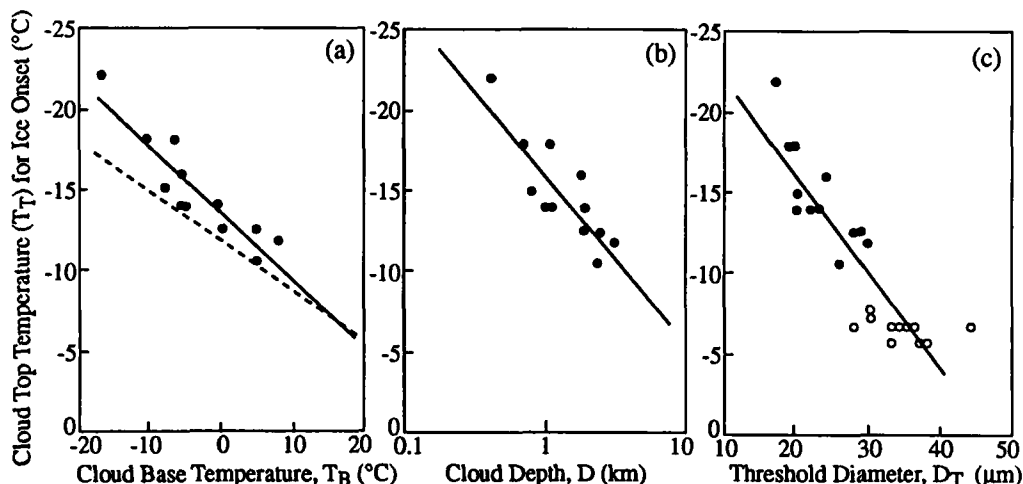 Cloud Top Temperature (T_T) for Ice Onset (°C)
-25
-20
-15
-10
-5
0
(a)
-20 -10 0 10 20
Cloud Base Temperature, T_B (°C)
-25
-20
-15
-10
-5
0
(b)
0.1 1 10
Cloud Depth, D (km)
-25
-20
-15
-10
-5
0
(c)
10 20 30 40 50
Threshold Diameter, D_T (μm)